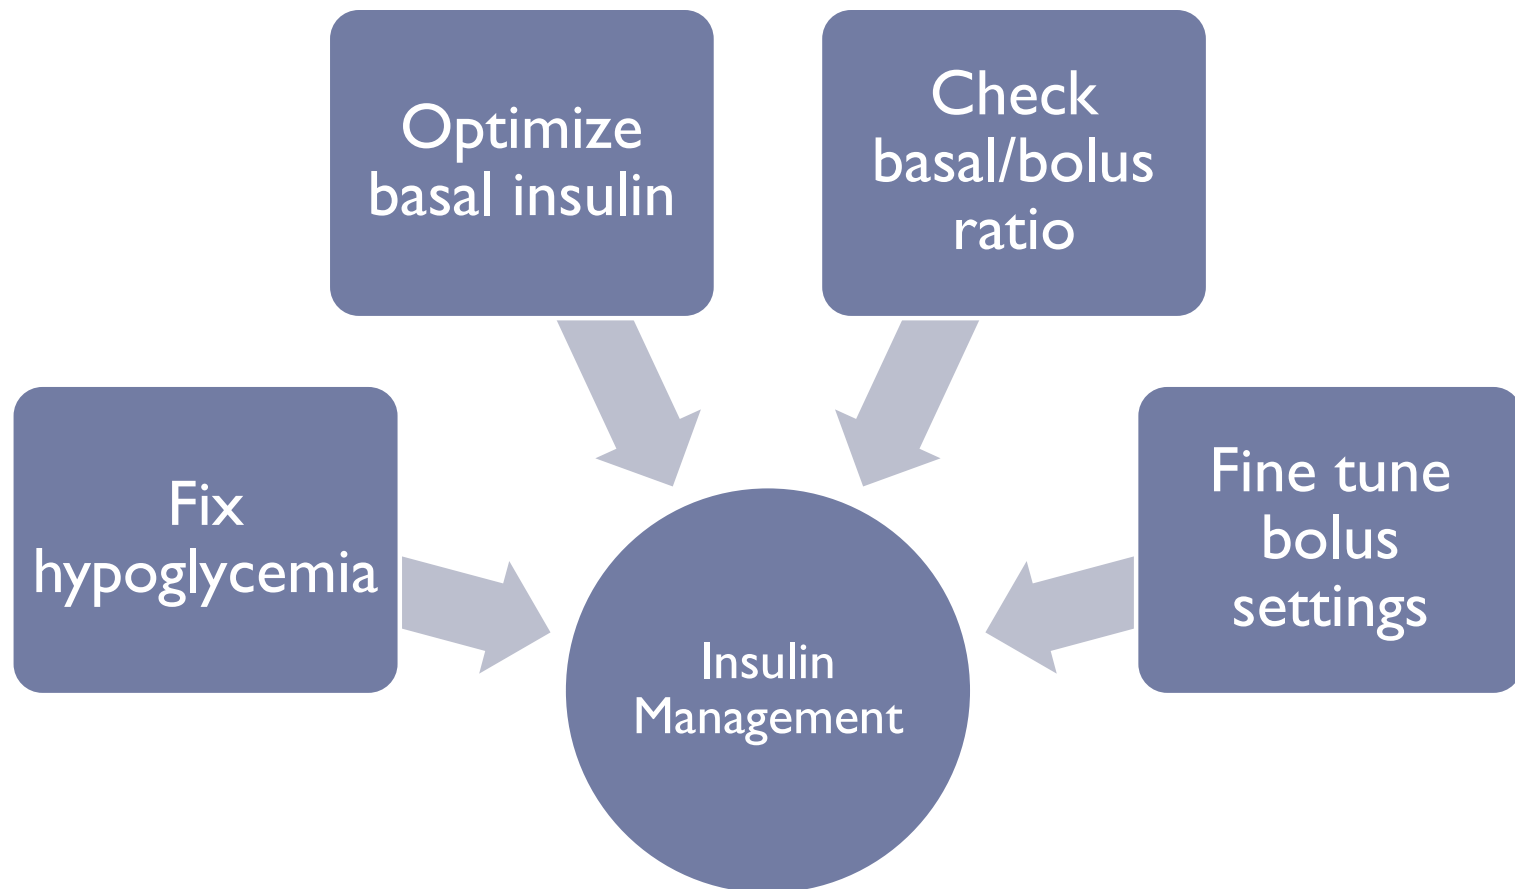 Optimize
basal insulin
Check
basal/bolus
ratio
Fix
hypoglycemia
Fine tune
bolus
settings
Insulin
Management